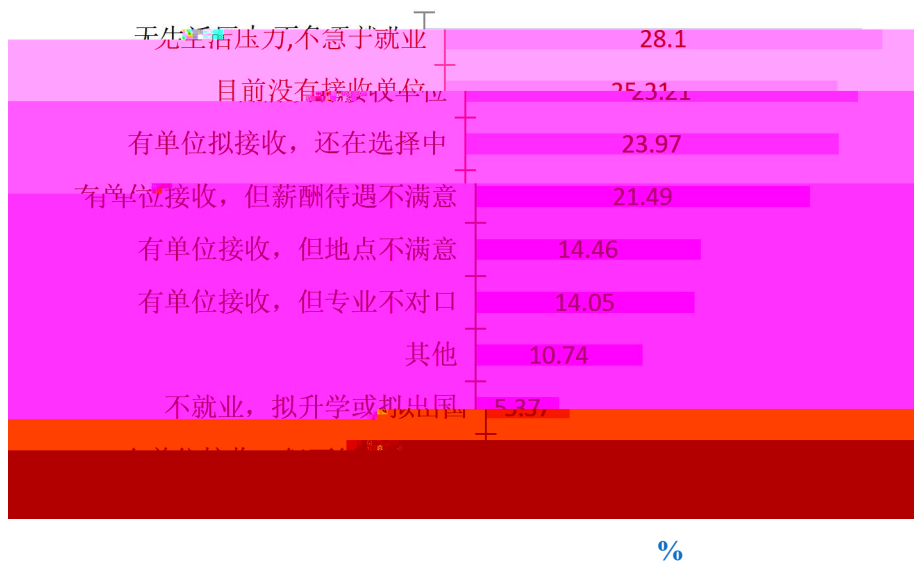 无生活压力,不急于就业 28.1
目前没有接收单位
有单位拟接收，还在选择中 23.97
有单位接收，但薪酬待遇不满意 21.49
有单位接收，但地点不满意 14.46
有单位接收，但专业不对口 14.05
其他 10.74
不就业，拟升学或拟出国 5.37
%